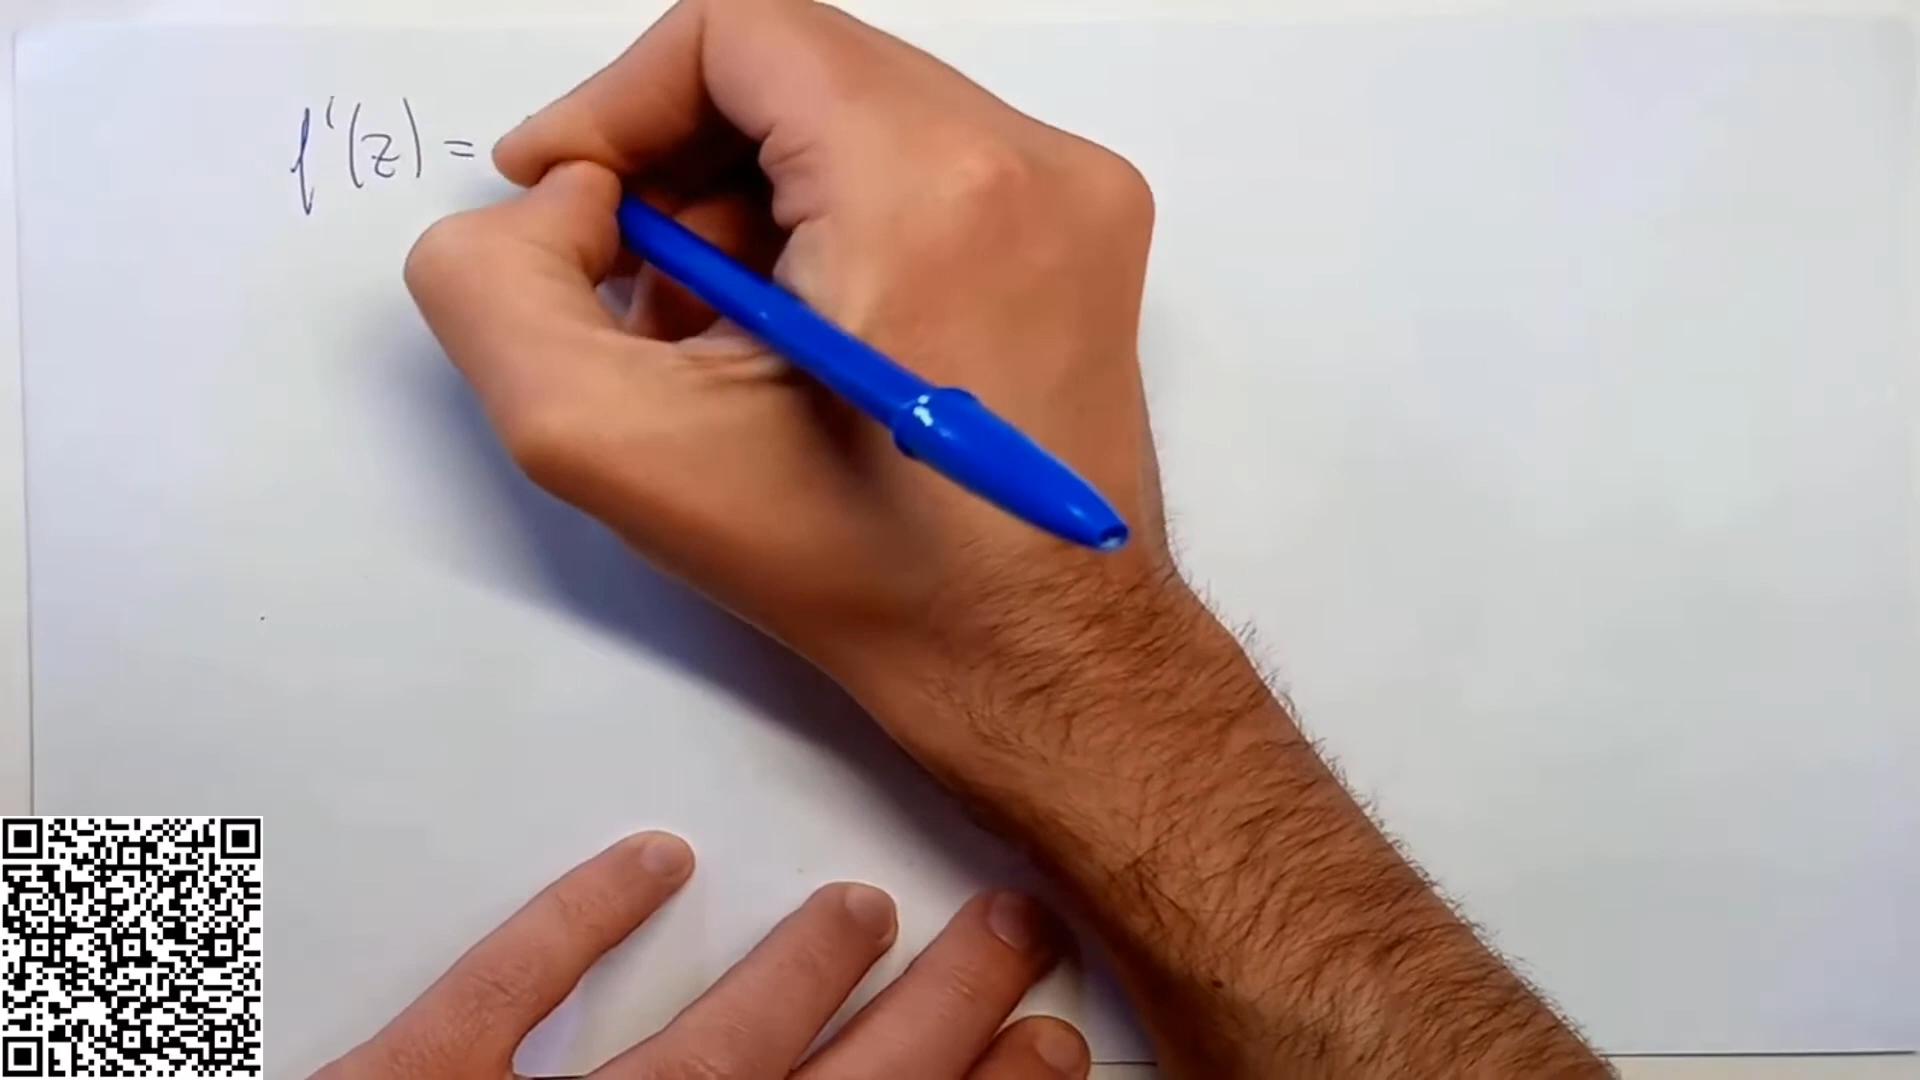 f'(z) =